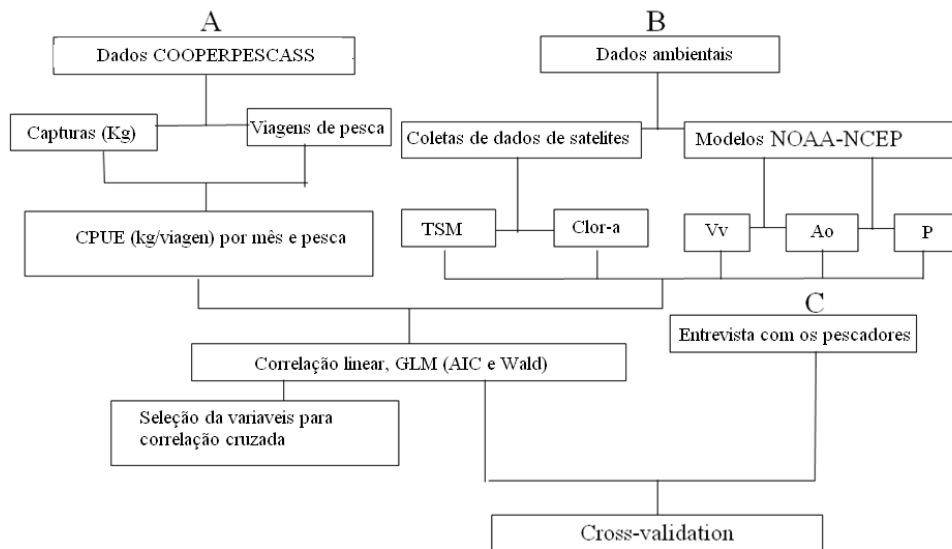 A
B
Dados COOPERPESCASS
Dados ambientais
Capturas (Kg)
Viagens de pesca
Coletas de dados de satelites
Modelos NOAA-NCEP
CPUE (kg/viagen) por mês e pesca
TSM
Clor-a
Vv
Ao
P
C
Entrevista com os pescadores
Correlação linear, GLM (AIC e Wald)
Seleção da variaveis para
correlação cruzada
Cross-validation